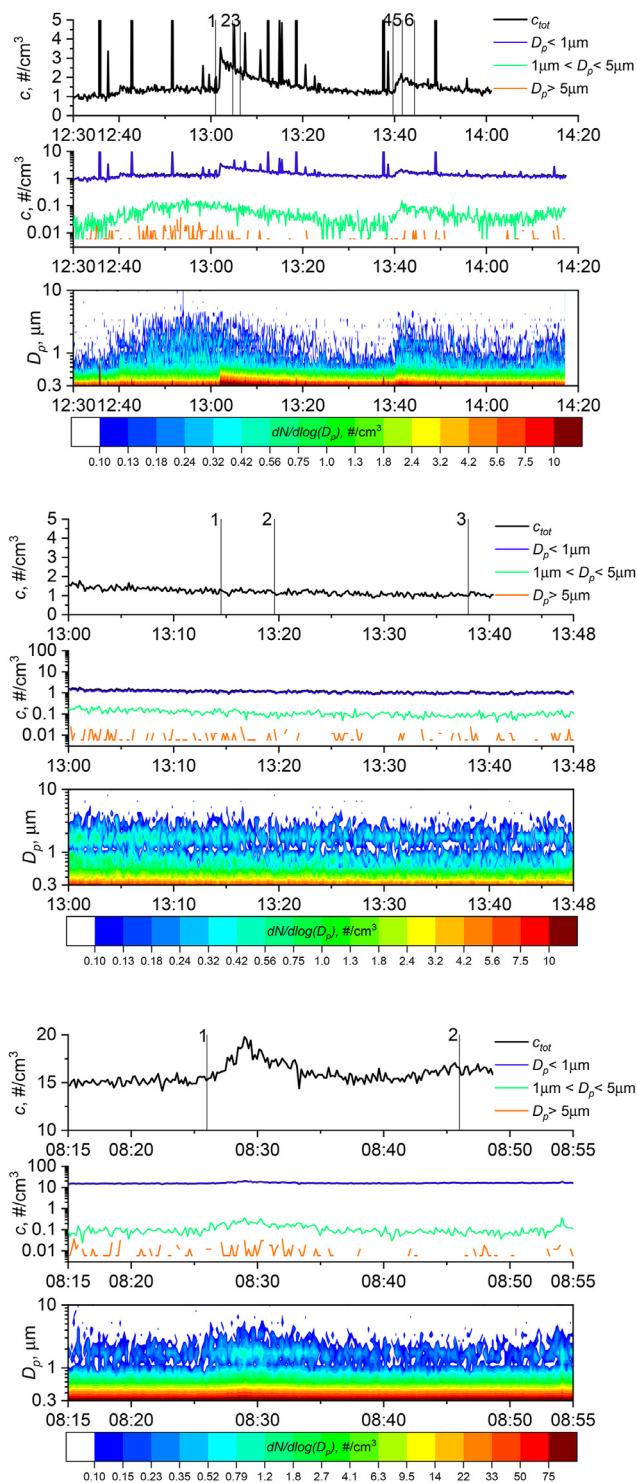 1 23 45 6
c_tot
D_p< 1μm
1μm < D_p< 5μm
D_p> 5μm
c, #/cm³
5
4
3
2
1
0
12:30 12:40 13:00 13:20 13:40 14:00 14:20
c, #/cm³
10
1
0.1
0.01
12:30 12:40 13:00 13:20 13:40 14:00 14:20
D_p, μm
10
1
0.3
12:30 12:40 13:00 13:20 13:40 14:00 14:20
dN/dlog(D_p), #/cm³
0.10 0.13 0.18 0.24 0.32 0.42 0.56 0.75 1.0 1.3 1.8 2.4 3.2 4.2 5.6 7.5 10
1 2 3
c_tot
D_p< 1μm
1μm < D_p< 5μm
D_p> 5μm
c, #/cm³
5
4
3
2
1
0
13:00 13:10 13:20 13:30 13:40 13:48
c, #/cm³
100
10
1
0.1
0.01
13:00 13:10 13:20 13:30 13:40 13:48
D_p, μm
10
1
0.3
13:00 13:10 13:20 13:30 13:40 13:48
dN/dlog(D_p), #/cm³
0.10 0.13 0.18 0.24 0.32 0.42 0.56 0.75 1.0 1.3 1.8 2.4 3.2 4.2 5.6 7.5 10
1 2
c_tot
D_p< 1μm
1μm < D_p< 5μm
D_p> 5μm
c, #/cm³
20
15
10
08:15 08:20 08:30 08:40 08:50 08:55
c, #/cm³
100
10
1
0.1
0.01
08:15 08:20 08:30 08:40 08:50 08:55
D_p, μm
10
1
0.3
08:15 08:20 08:30 08:40 08:50 08:55
dN/dlog(D_p), #/cm³
0.10 0.15 0.23 0.35 0.52 0.79 1.2 1.8 2.7 4.1 6.3 9.5 14 22 33 50 75